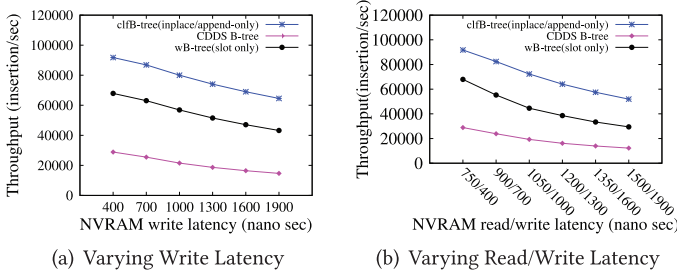 Throughput (insertion/sec)
120000
100000
80000
60000
40000
20000
0
clfB-tree(inplace/append-only)
CDDS B-tree
wB-tree(slot only)
400 700 1000 1300 1600 1900
NVRAM write latency (nano sec)
(a) Varying Write Latency
Throughput (insertion/sec)
120000
100000
80000
60000
40000
20000
0
clfB-tree(inplace/append-only)
CDDS B-tree
wB-tree(slot only)
750/400
900/700
1050/1000
1200/1300
1350/1600
1500/1900
NVRAM read/write latency (nano sec)
(b) Varying Read/Write Latency